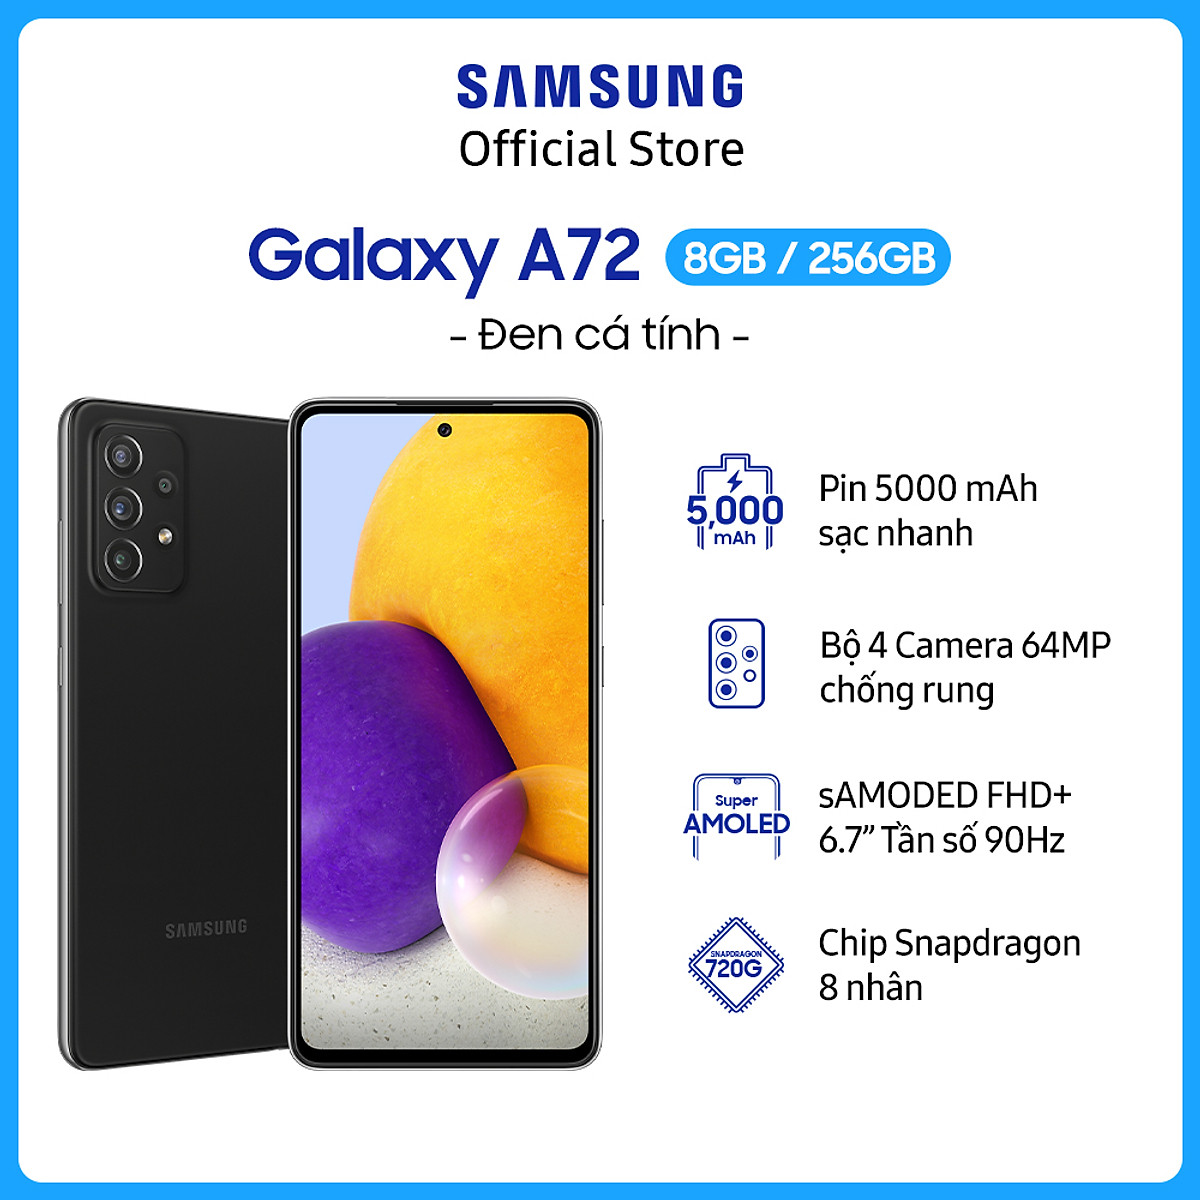 SAMSUNG
Official Store
Galaxy A72 8GB / 256GB
- Đen cá tính -
SAMSUNG
5,000
mAh
Pin 5000 mAh
sạc nhanh
Bộ 4 Camera 64MP
chống rung
Super
AMOLED
sAMODED FHD+
6.7” Tần số 90Hz
SNAPDRAGON
720G
Chip Snapdragon
8 nhân